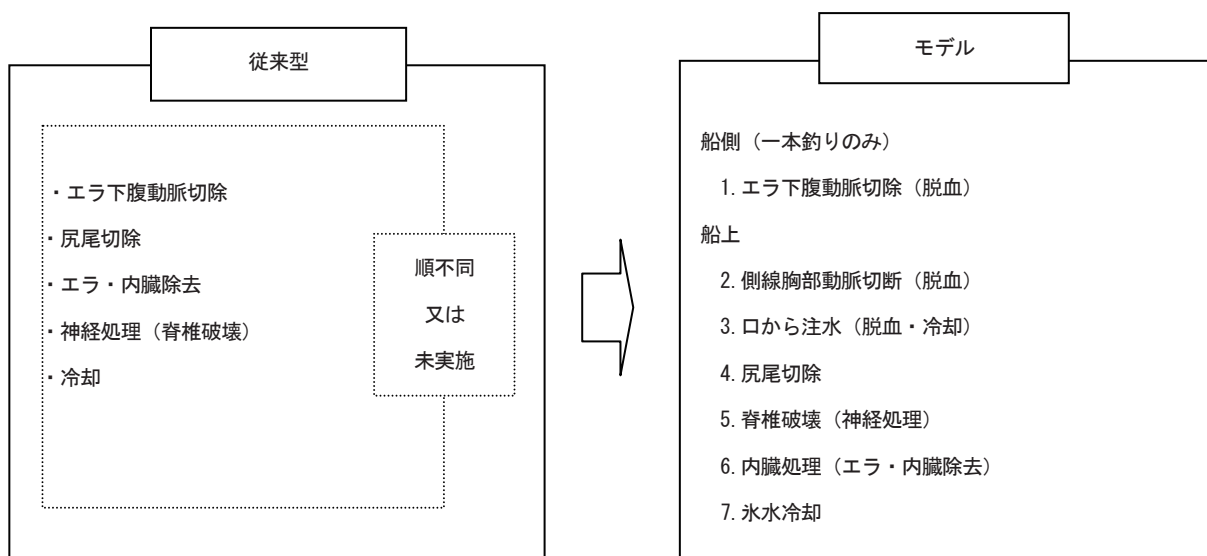 従来型
・エラ下腹動脈切除
・尻尾切除
・エラ・内臓除去
・神経処理（脊椎破壊）
・冷却
順不同
又は
未実施
モデル
船側（一本釣りのみ）
1. エラ下腹動脈切除（脱血）
船上
2. 側線胸部動脈切断（脱血）
3. 口から注水（脱血・冷却）
4. 尻尾切除
5. 脊椎破壊（神経処理）
6. 内臓処理（エラ・内臓除去）
7. 氷水冷却